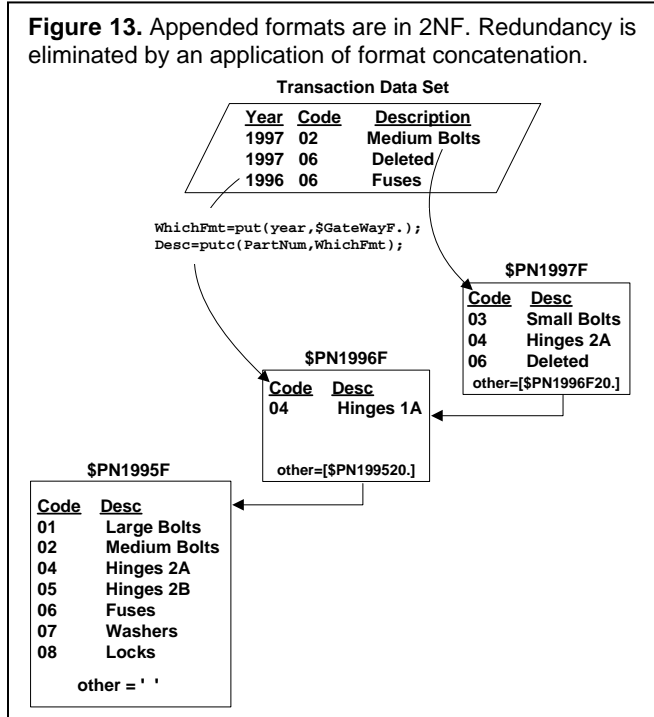 Figure 13. Appended formats are in 2NF. Redundancy is
eliminated by an application of format concatenation.
Transaction Data Set
Year Code Description
1997 02 Medium Bolts
1997 06 Deleted
1996 06 Fuses
WhichFmt=put(year,$GateWayF.);
Desc=putc(PartNum,WhichFmt);
$PN1997F
Code Desc
03 Small Bolts
04 Hinges 2A
06 Deleted
other=[$PN1996F20.]
$PN1996F
Code Desc
04 Hinges 1A
other=[$PN199520.]
$PN1995F
Code Desc
01 Large Bolts
02 Medium Bolts
04 Hinges 2A
05 Hinges 2B
06 Fuses
07 Washers
08 Locks
other = ' '